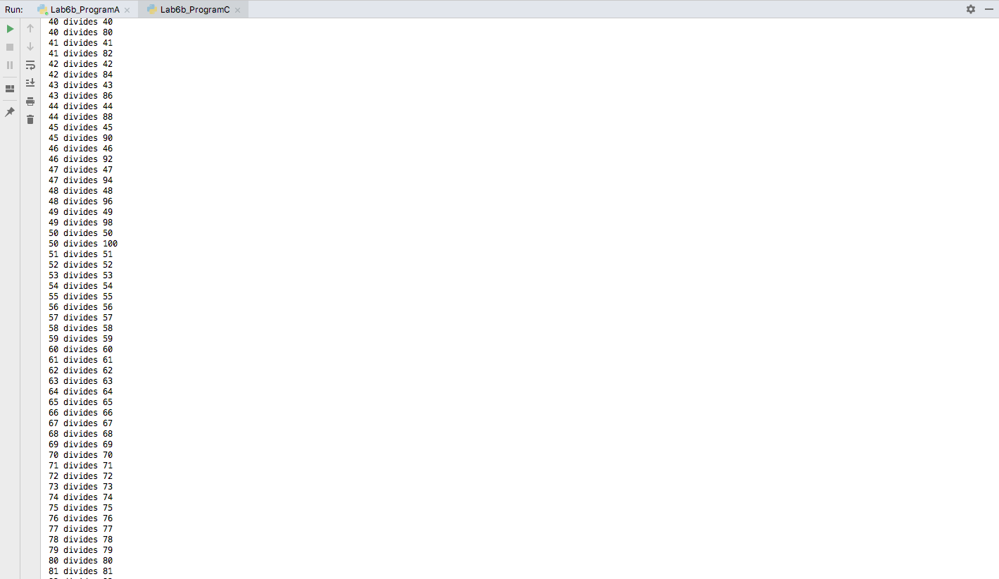 Run: Lab6b_ProgramA Lab6b_ProgramC
40 divides 40
40 divides 80
41 divides 41
41 divides 82
42 divides 42
42 divides 84
43 divides 43
43 divides 86
44 divides 44
44 divides 88
45 divides 45
45 divides 90
46 divides 46
46 divides 92
47 divides 47
47 divides 94
48 divides 48
48 divides 96
49 divides 49
49 divides 98
50 divides 50
50 divides 100
51 divides 51
52 divides 52
53 divides 53
54 divides 54
55 divides 55
56 divides 56
57 divides 57
58 divides 58
59 divides 59
60 divides 60
61 divides 61
62 divides 62
63 divides 63
64 divides 64
65 divides 65
66 divides 66
67 divides 67
68 divides 68
69 divides 69
70 divides 70
71 divides 71
72 divides 72
73 divides 73
74 divides 74
75 divides 75
76 divides 76
77 divides 77
78 divides 78
79 divides 79
80 divides 80
81 divides 81